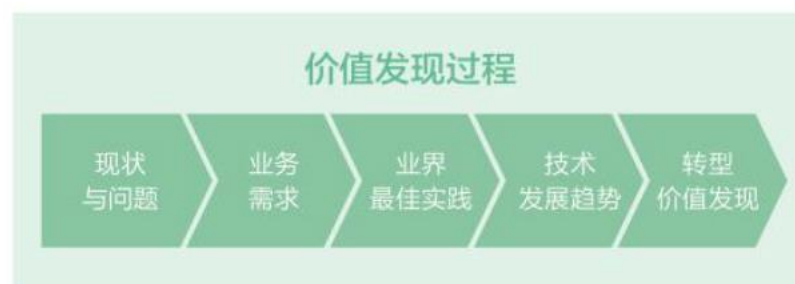 价值发现过程
现状
与问题
业务
需求
业界
最佳实践
技术
发展趋势
转型
价值发现